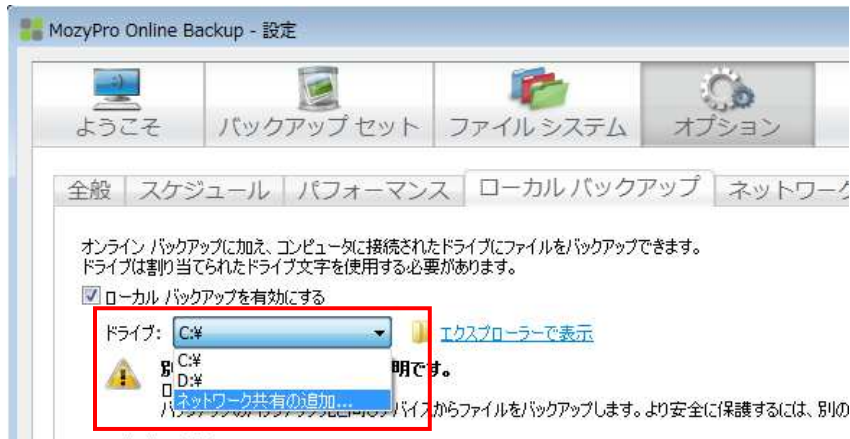 MozyPro Online Backup - 設定
ようこそ
バックアップ セット
ファイル システム
オプション
全般
スケジュール
パフォーマンス
ローカル バックアップ
ネットワーク
オンライン バックアップに加え、コンピュータに接続されたドライブにファイルをバックアップできます。
ドライブは割り当てられたドライブ文字を使用する必要があります。
ローカル バックアップを有効にする
ドライブ: C:¥
エクスプローラーで表示
C:¥
D:¥
ネットワーク共有の追加...
明です。
バイスからファイルをバックアップします。より安全に保護するには、別の